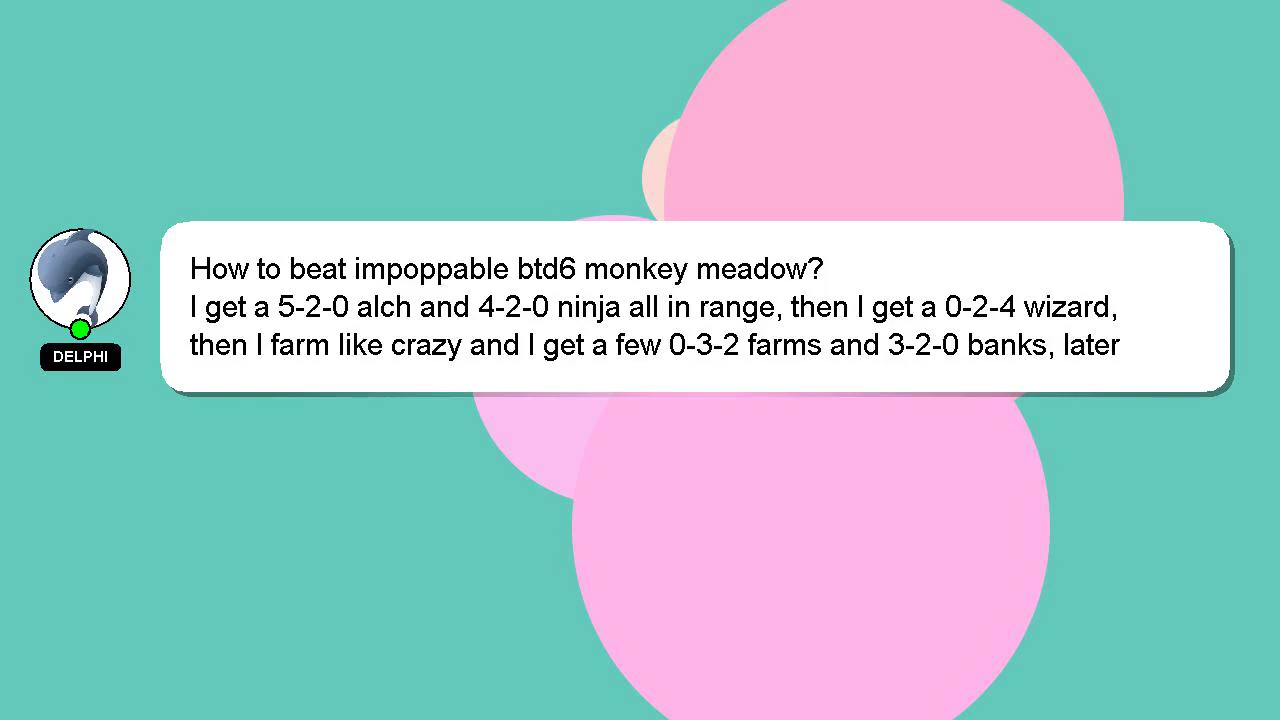 How to beat impoppable btd6 monkey meadow?
I get a 5-2-0 alch and 4-2-0 ninja all in range, then I get a 0-2-4 wizard,
then I farm like crazy and I get a few 0-3-2 farms and 3-2-0 banks, later
DELPHI